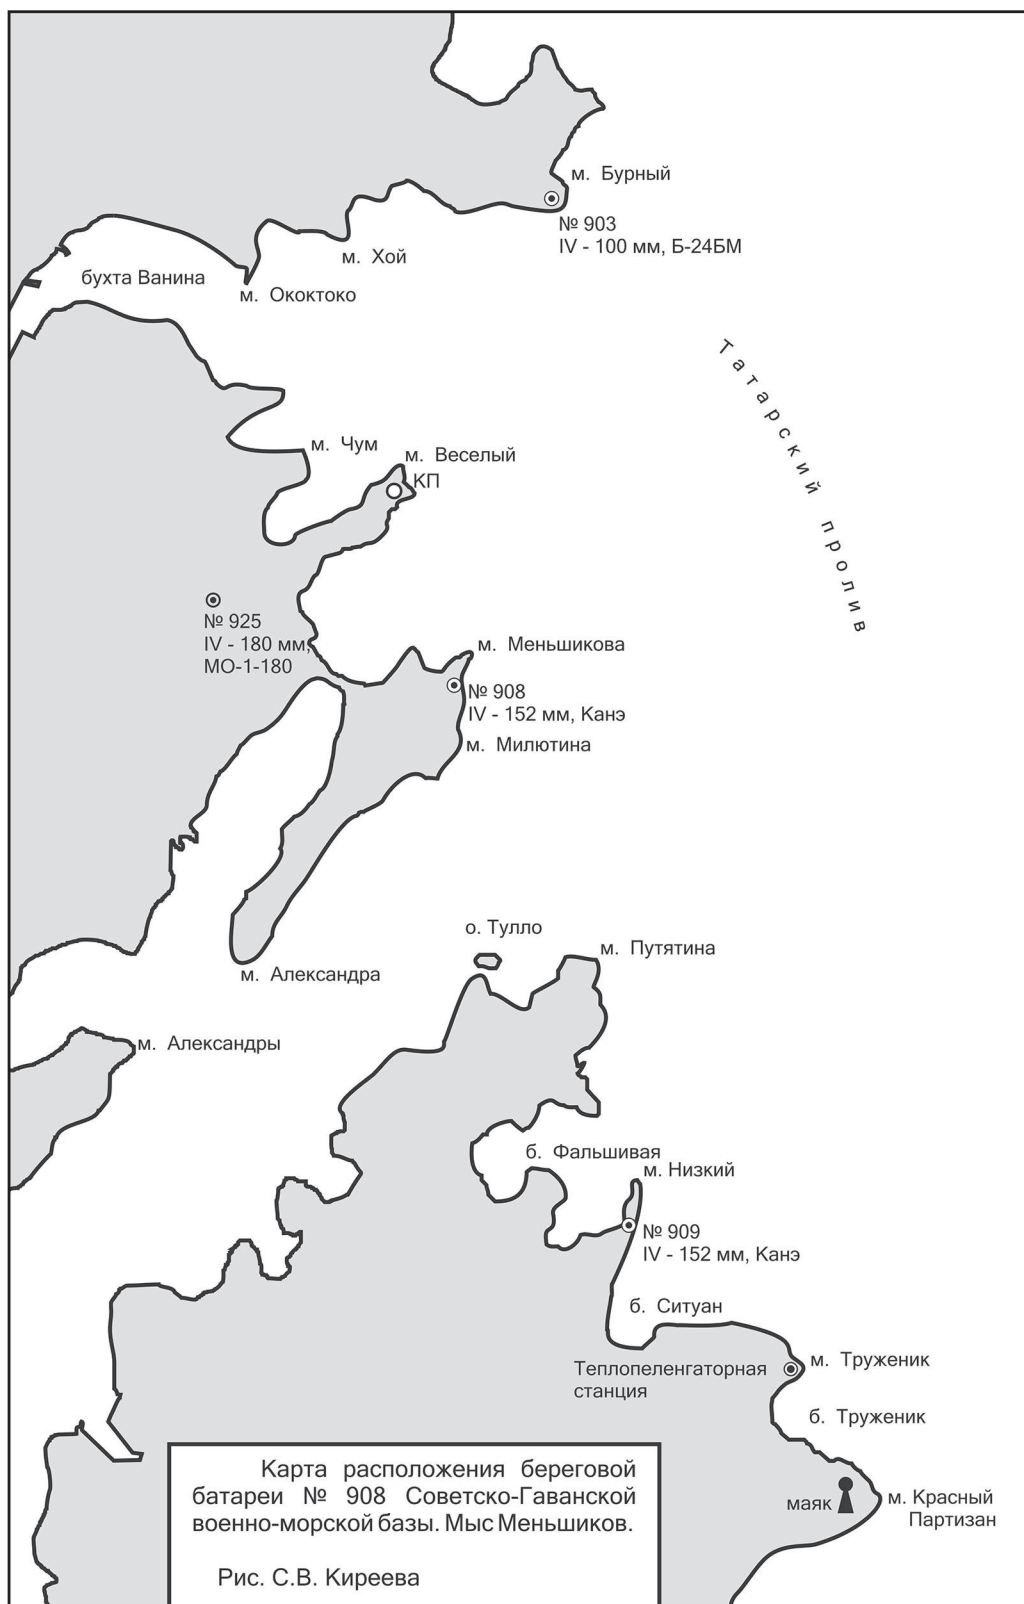 м. Бурный
№ 903
IV - 100 мм, Б-24БМ
м. Хой
бухта Ванина
м. Ококтоко
Татарский пролив
м. Чум
м. Веселый
КП
№ 925
IV - 180 мм,
МО-1-180
м. Меньшикова
№ 908
IV - 152 мм, Канэ
м. Милютина
о. Тулло
м. Путятина
м. Александра
м. Александры
б. Фальшивая
м. Низкий
№ 909
IV - 152 мм, Канэ
б. Ситуан
Теплопеленгаторная
станция
м. Труженик
б. Труженик
маяк
м. Красный
Партизан
Карта расположения береговой
батареи № 908 Советско-Гаванской
военно-морской базы. Мыс Меньшиков.
Рис. С.В. Киреева